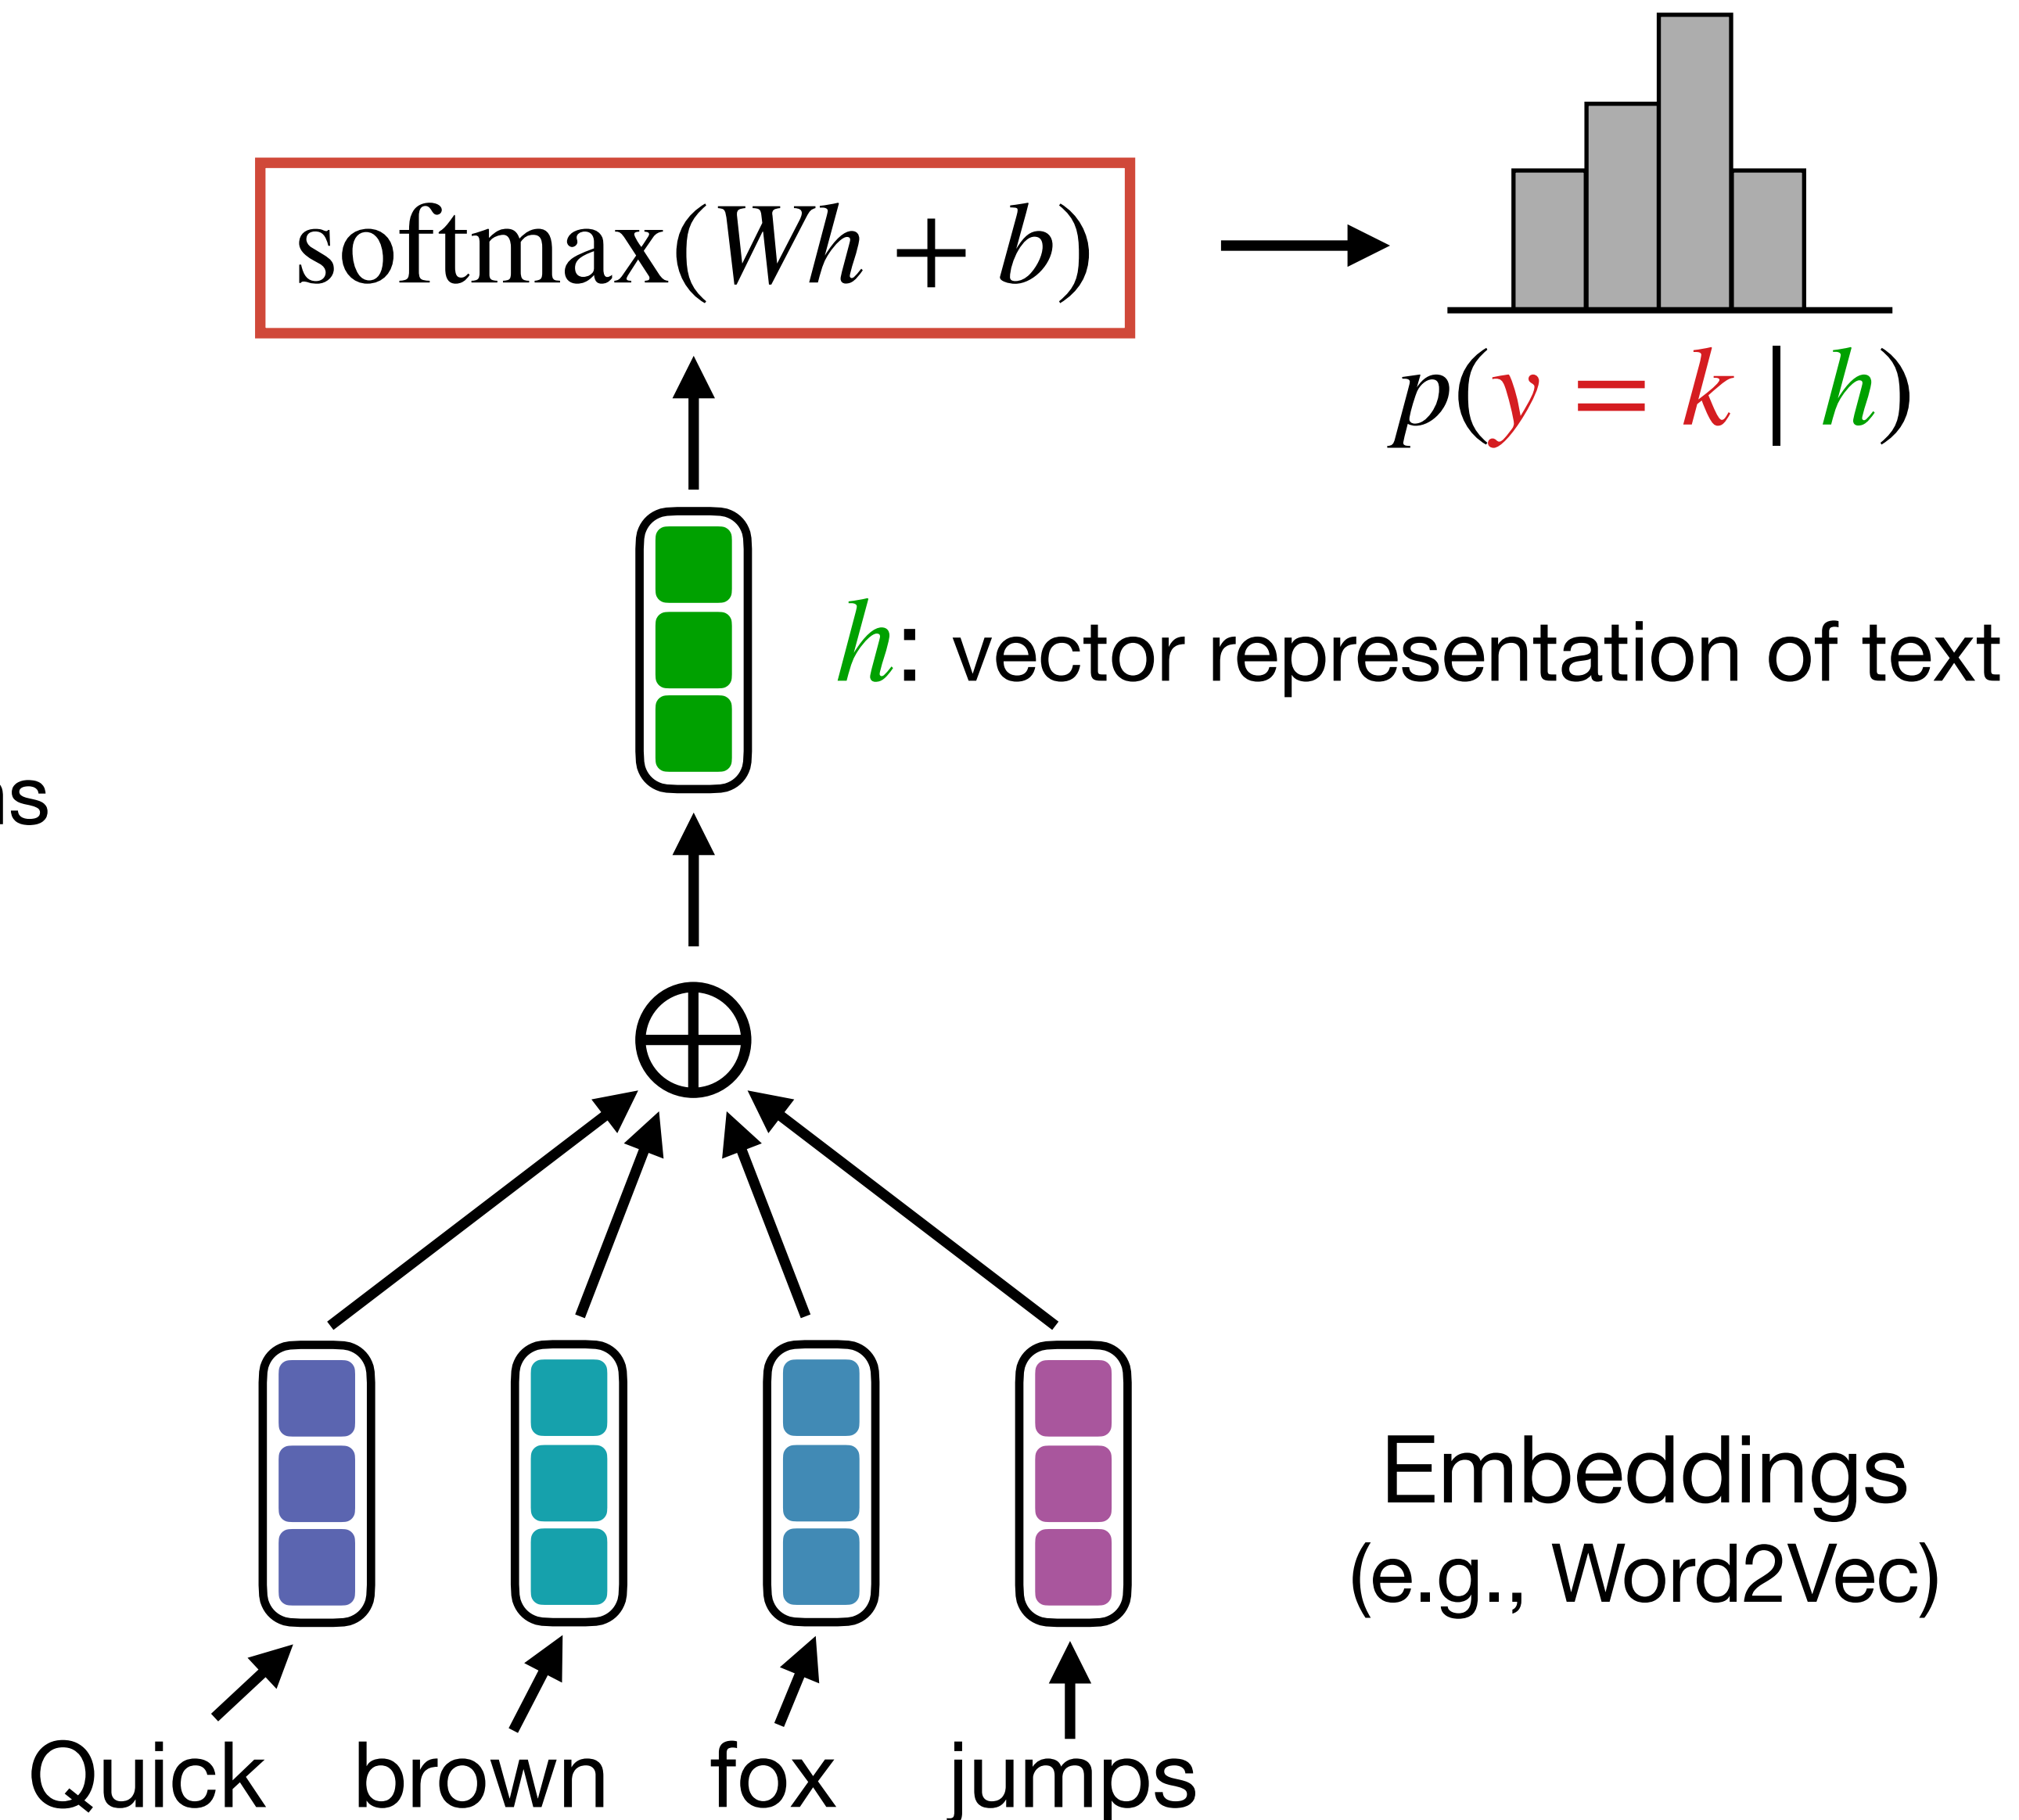 softmax(Wh + b)
p(y = k | h)
h: vector representation of text
Embeddings
(e.g., Word2Vec)
Quick brown fox jumps